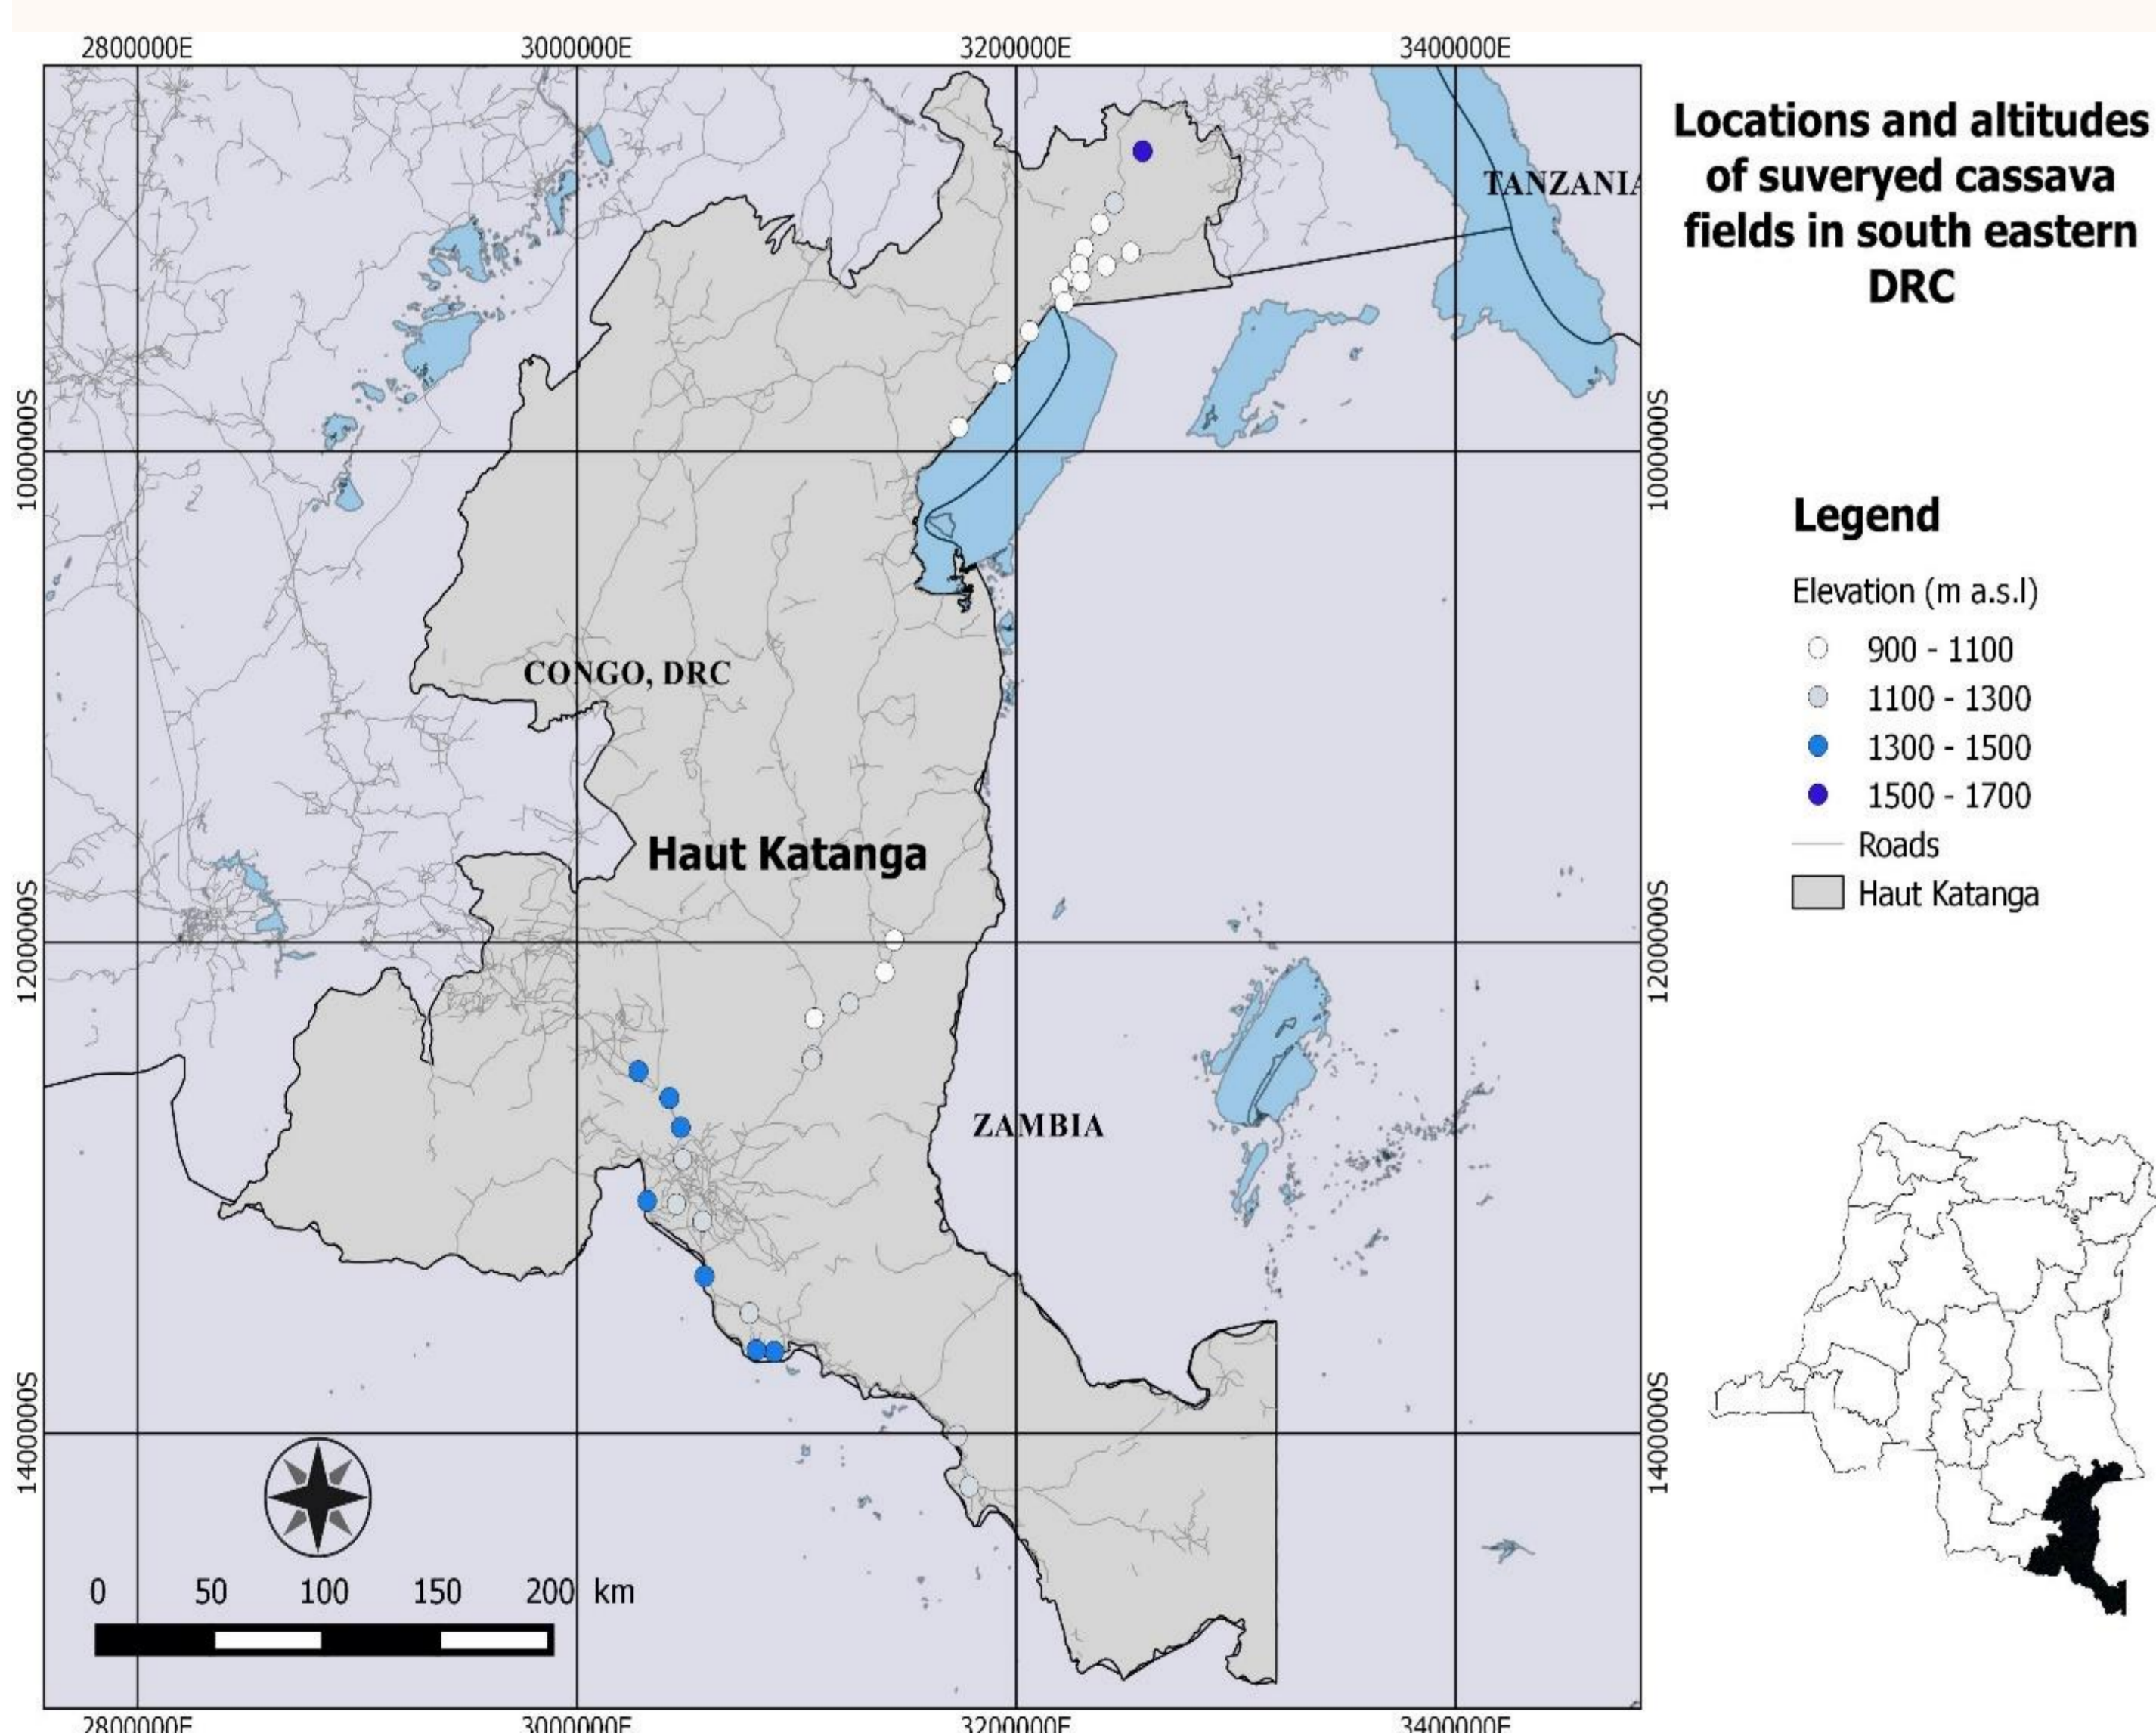 2800000E 3000000E 3200000E 3400000E
Locations and altitudes
of suveryed cassava
fields in south eastern
DRC
TANZANIA
1000000S
1000000S
Legend
Elevation (m a.s.l)
900 - 1100
1100 - 1300
1300 - 1500
1500 - 1700
Roads
Haut Katanga
CONGO, DRC
Haut Katanga
1200000S
1200000S
ZAMBIA
1400000S
1400000S
0 50 100 150 200 km
2800000E 3000000E 3200000E 3400000E